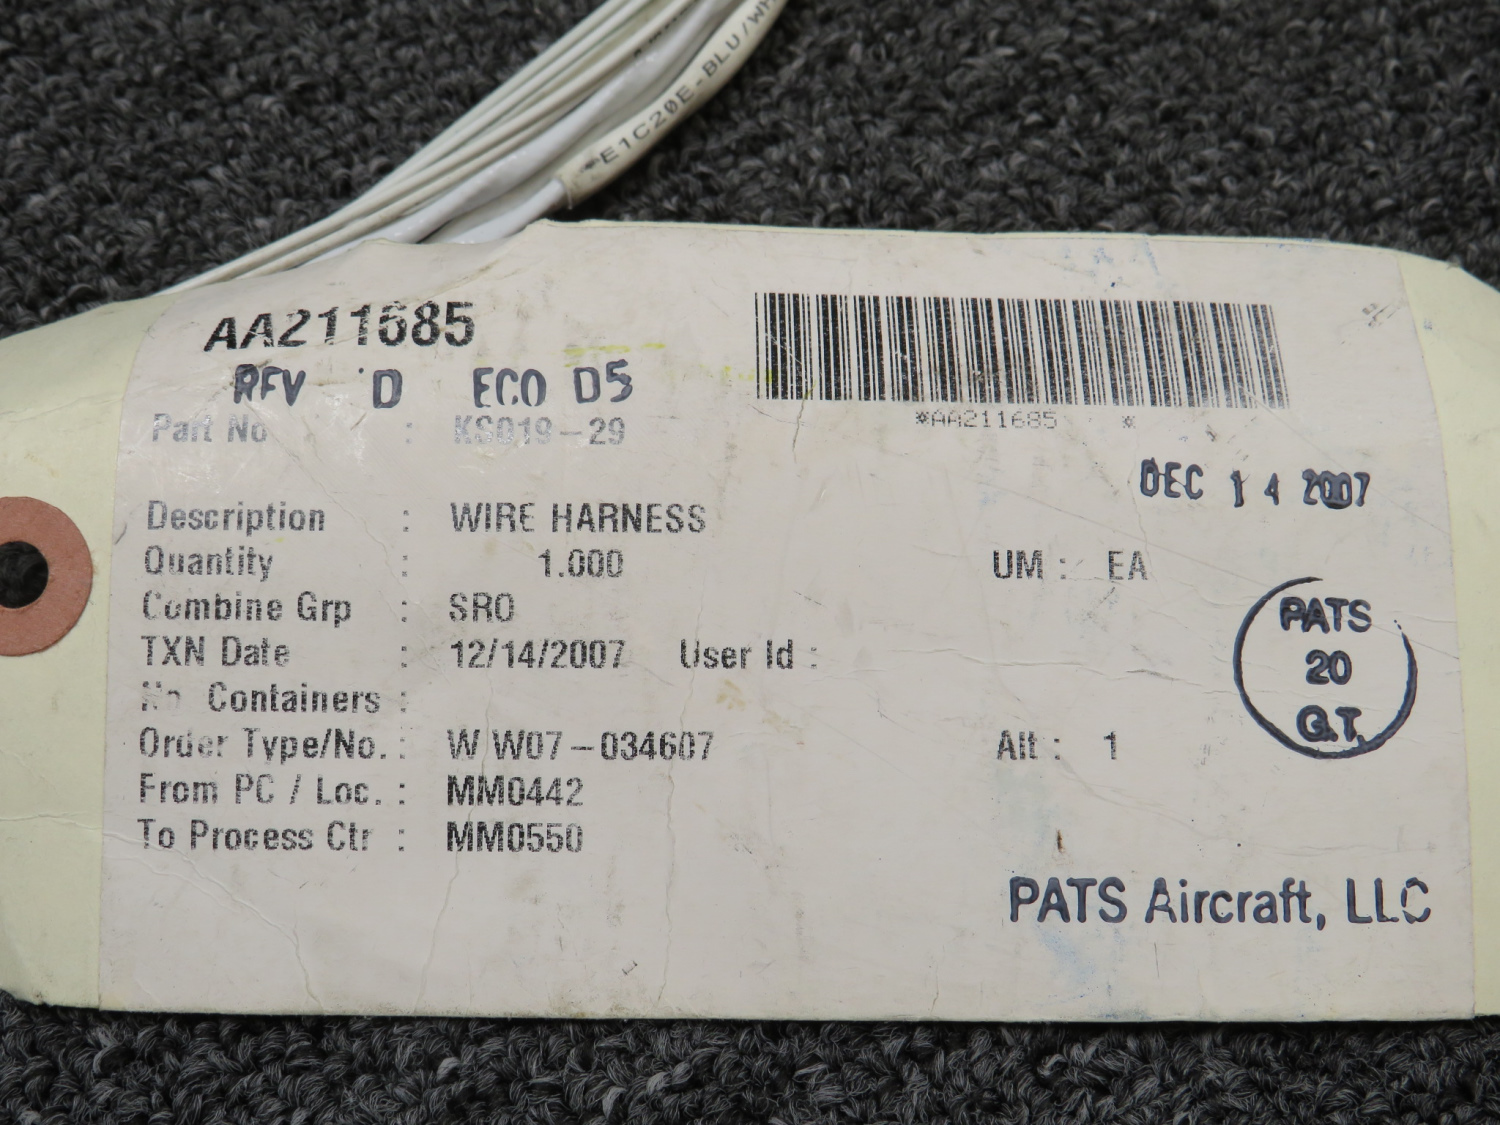 E1C20E-BLU/WH
AA211685
REV D ECO D5
*AA211685 *
Part No : KS019-29
DEC 14 2007
Description : WIRE HARNESS
Quantity : 1.000 UM : EA
Combine Grp : SRO
TXN Date : 12/14/2007 User Id :
No Containers :
Order Type/No. : W W07-034607 Alt : 1
From PC / Loc. : MM0442
To Process Ctr : MM0550
PATS
20
G.T.
PATS Aircraft, LLC